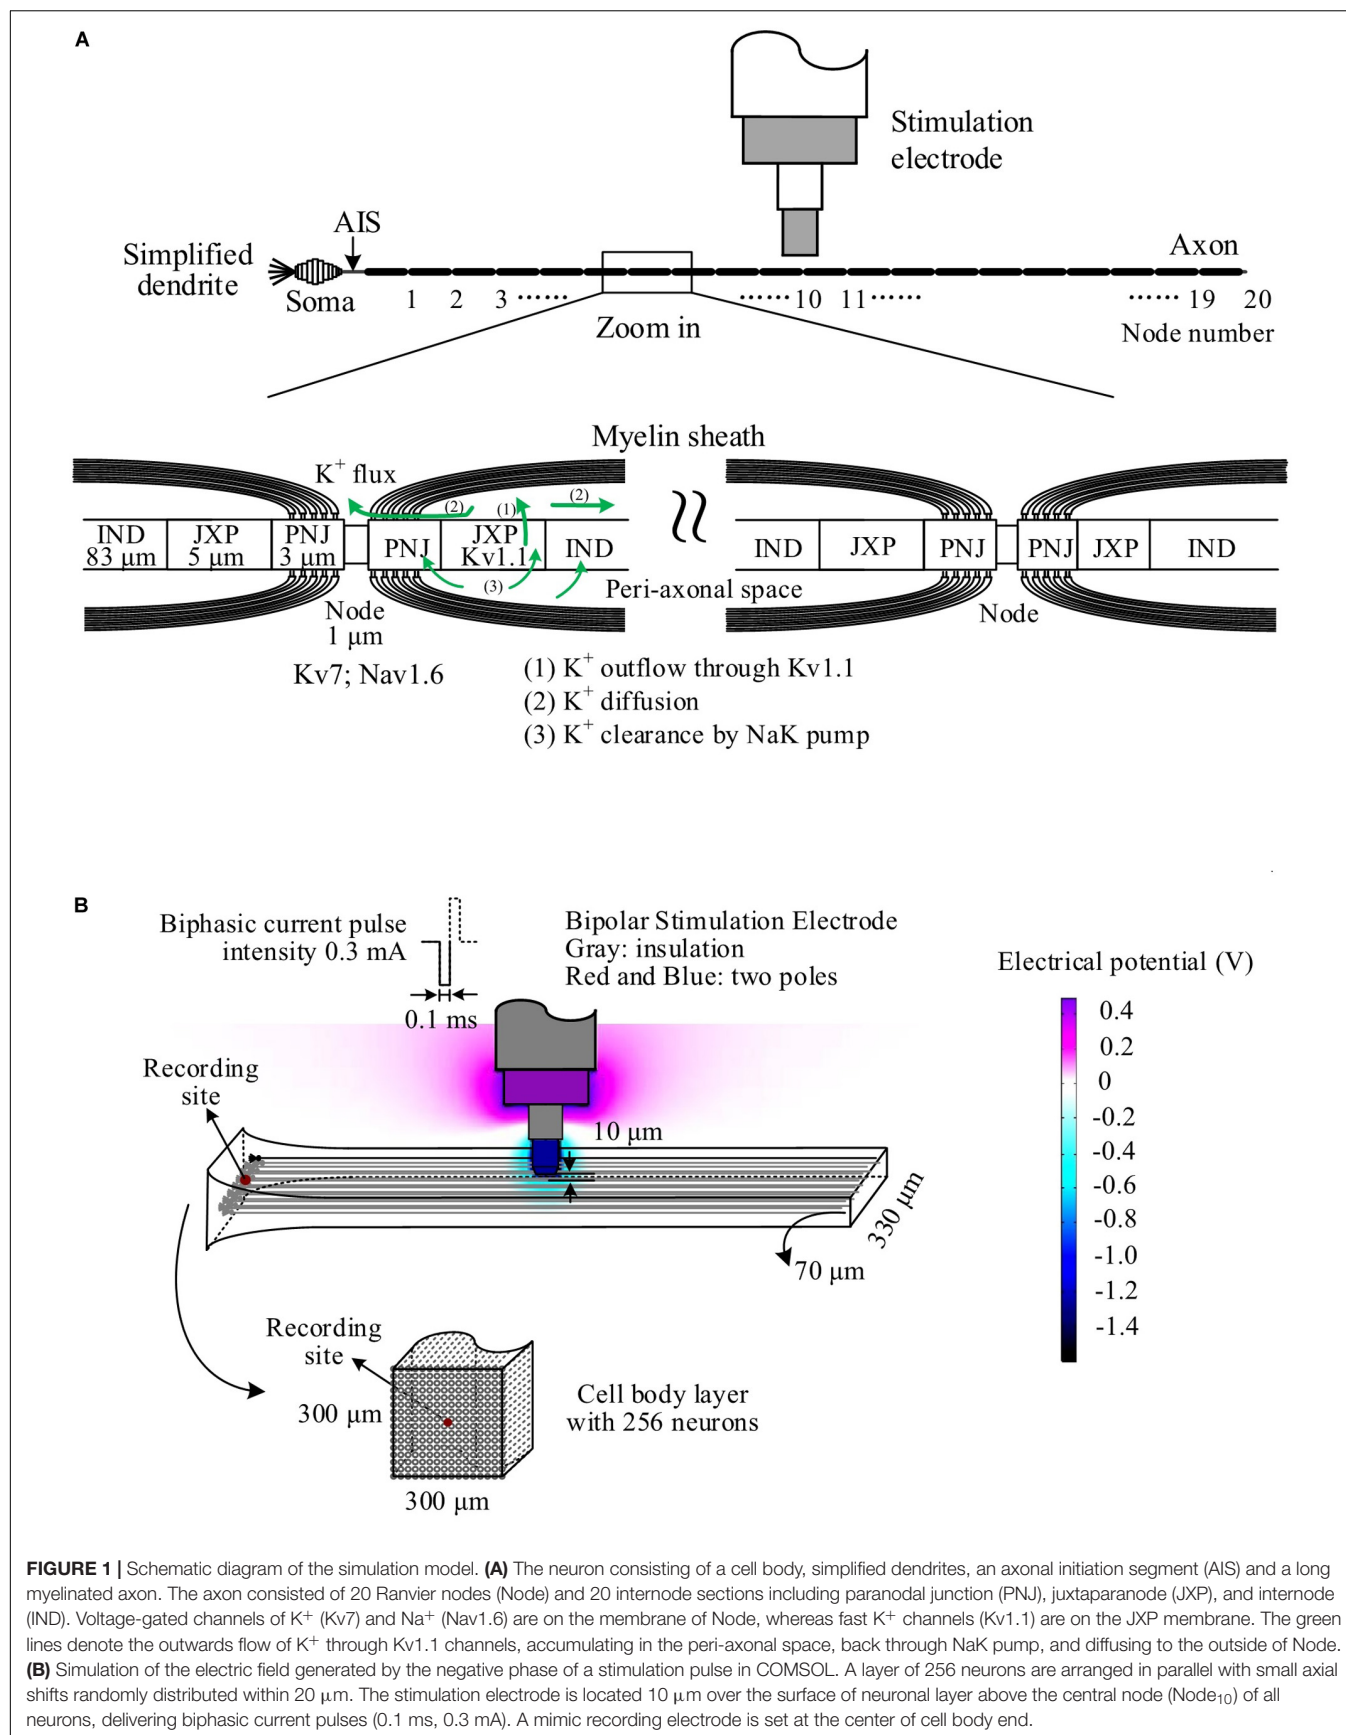 A
Stimulation
electrode
AIS
Simplified
dendrite
Soma
Axon
1 2 3 ······ ······ 10 11 ······ ······ 19 20
Zoom in
Node number
Myelin sheath
K⁺ flux
(2) (1) (2)
IND
83 μm
JXP
5 μm
PNJ
3 μm
PNJ
JXP
Kv1.1
IND
IND
JXP
PNJ
PNJ
JXP
IND
(3)
Peri-axonal space
Node
1 μm
Node
Kv7; Nav1.6
(1) K⁺ outflow through Kv1.1
(2) K⁺ diffusion
(3) K⁺ clearance by NaK pump
B
Biphasic current pulse
intensity 0.3 mA
0.1 ms
Bipolar Stimulation Electrode
Gray: insulation
Red and Blue: two poles
Electrical potential (V)
0.4
0.2
0
-0.2
-0.4
-0.6
-0.8
-1.0
-1.2
-1.4
Recording
site
10 μm
330 μm
70 μm
Recording
site
300 μm
300 μm
Cell body layer
with 256 neurons
FIGURE 1 | Schematic diagram of the simulation model. (A) The neuron consisting of a cell body, simplified dendrites, an axonal initiation segment (AIS) and a long
myelinated axon. The axon consisted of 20 Ranvier nodes (Node) and 20 internode sections including paranodal junction (PNJ), juxtaparanode (JXP), and internode
(IND). Voltage-gated channels of K⁺ (Kv7) and Na⁺ (Nav1.6) are on the membrane of Node, whereas fast K⁺ channels (Kv1.1) are on the JXP membrane. The green
lines denote the outwards flow of K⁺ through Kv1.1 channels, accumulating in the peri-axonal space, back through NaK pump, and diffusing to the outside of Node.
(B) Simulation of the electric field generated by the negative phase of a stimulation pulse in COMSOL. A layer of 256 neurons are arranged in parallel with small axial
shifts randomly distributed within 20 μm. The stimulation electrode is located 10 μm over the surface of neuronal layer above the central node (Node₁₀) of all
neurons, delivering biphasic current pulses (0.1 ms, 0.3 mA). A mimic recording electrode is set at the center of cell body end.